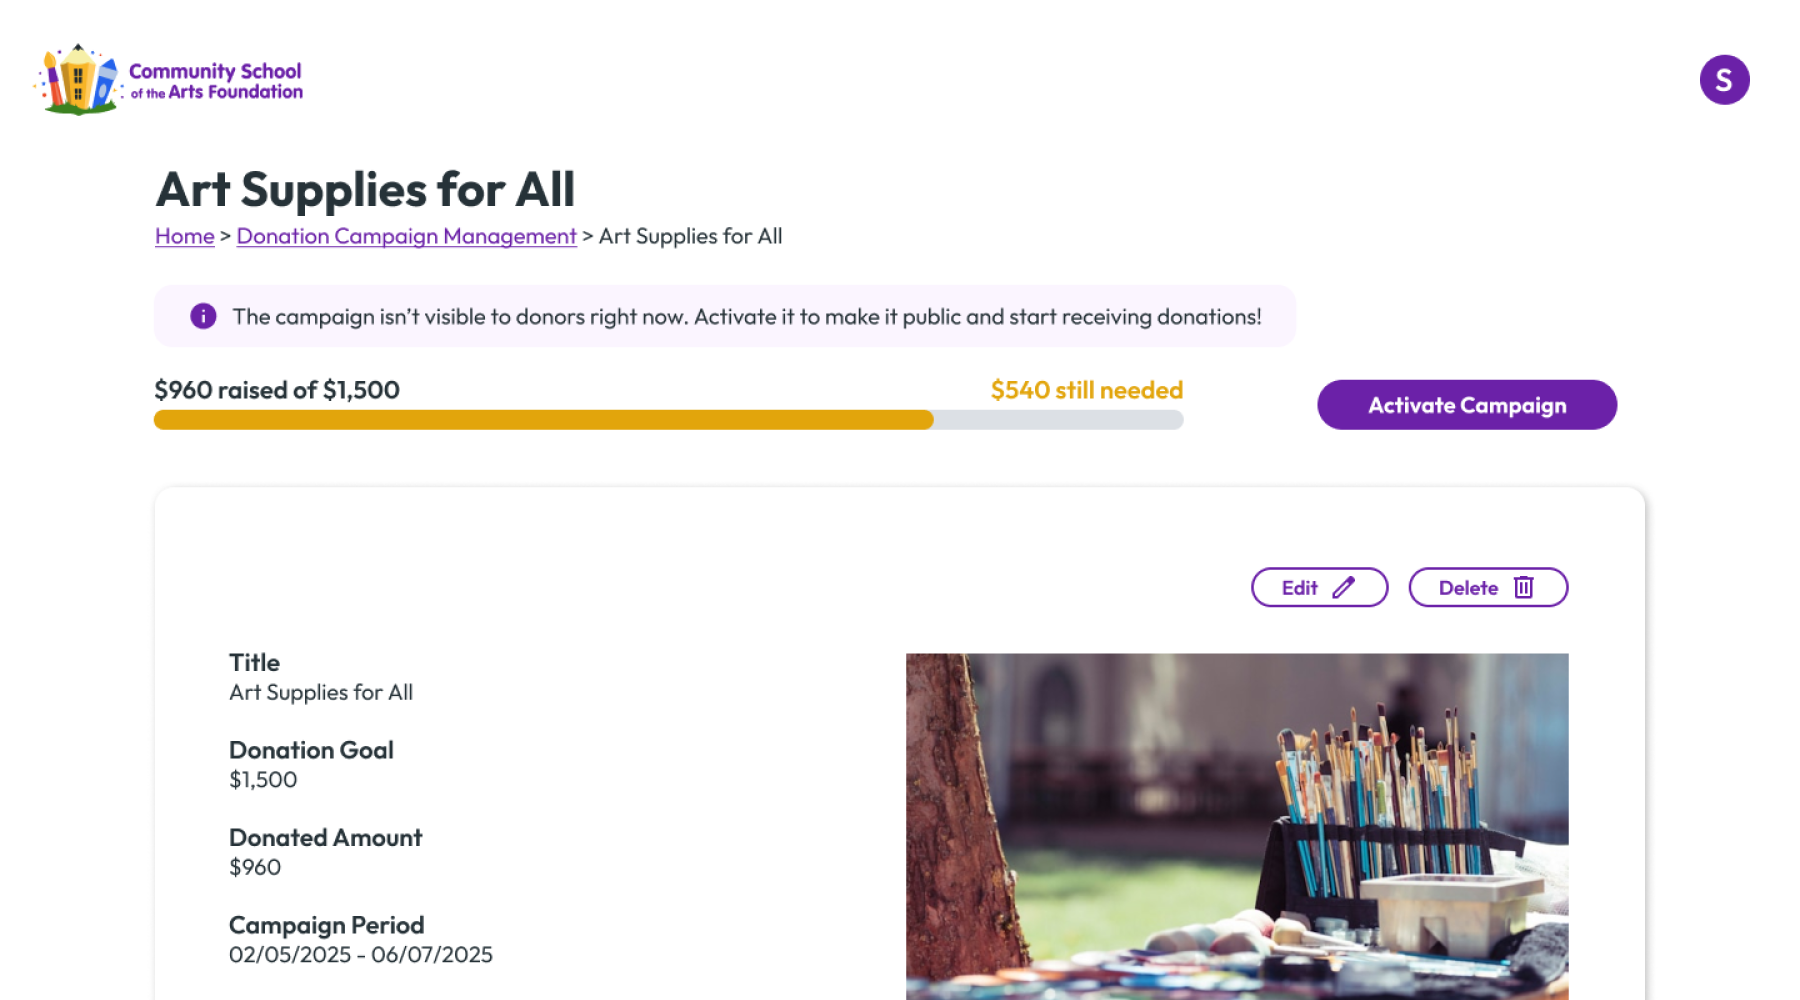 Community School
of the Arts Foundation
S
Art Supplies for All
Home > Donation Campaign Management > Art Supplies for All
The campaign isn’t visible to donors right now. Activate it to make it public and start receiving donations!
$960 raised of $1,500
$540 still needed
Activate Campaign
Edit
Delete
Title
Art Supplies for All
Donation Goal
$1,500
Donated Amount
$960
Campaign Period
02/05/2025 - 06/07/2025